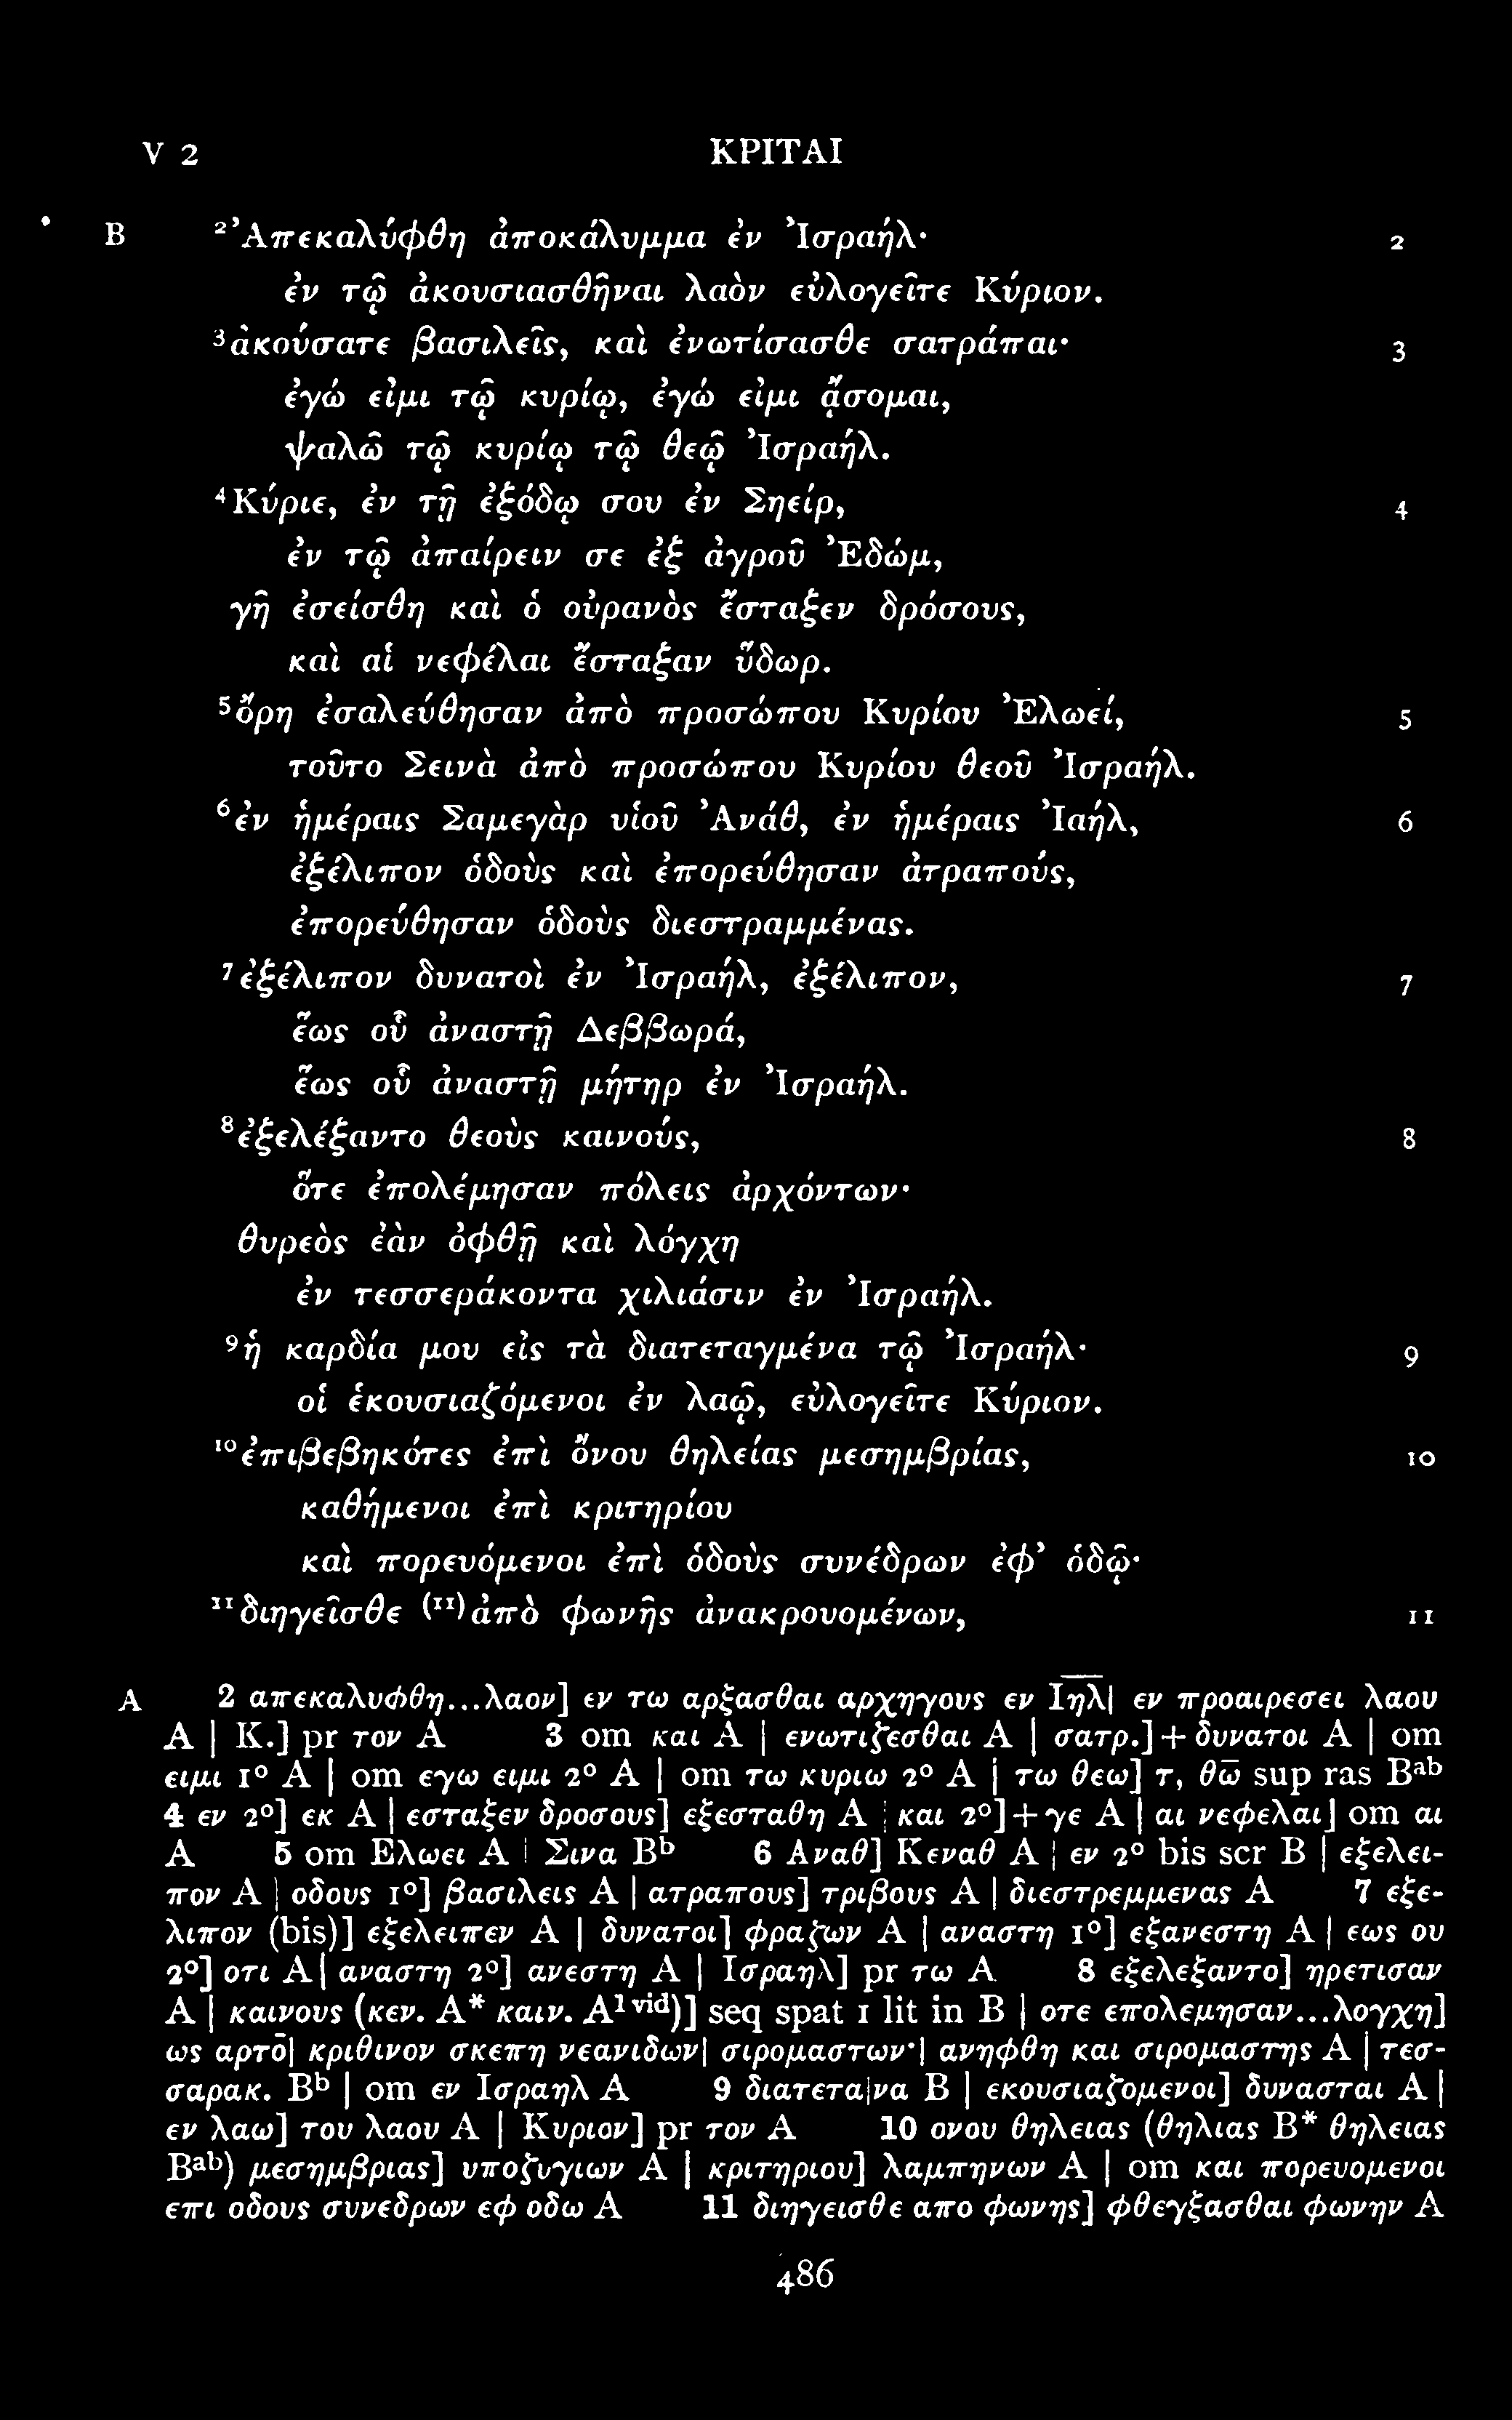 V 2 ΚΡΙΤΑΙ
B ²Ἀπεκαλύφθη ἀποκάλυμμα ἐν Ἰσραήλ· 2
ἐν τῷ ἀκουσιασθῆναι λαὸν εὐλογεῖτε Κύριον.
³ἀκούσατε βασιλεῖς, καὶ ἐνωτίσασθε σατράπαι· 3
ἐγώ εἰμι τῷ κυρίῳ, ἐγώ εἰμι ᾄσομαι,
ψαλῶ τῷ κυρίῳ τῷ θεῷ Ἰσραήλ.
⁴Κύριε, ἐν τῇ ἐξόδῳ σου ἐν Σηείρ, 4
ἐν τῷ ἀπαίρειν σε ἐξ ἀγροῦ Ἐδώμ,
γῆ ἐσείσθη καὶ ὁ οὐρανὸς ἔσταξεν δρόσους,
καὶ αἱ νεφέλαι ἔσταξαν ὕδωρ.
⁵ὄρη ἐσαλεύθησαν ἀπὸ προσώπου Κυρίου Ἐλωεί, 5
τοῦτο Σεινὰ ἀπὸ προσώπου Κυρίου θεοῦ Ἰσραήλ.
⁶ἐν ἡμέραις Σαμεγὰρ υἱοῦ Ἀνάθ, ἐν ἡμέραις Ἰαήλ, 6
ἐξέλιπον ὁδοὺς καὶ ἐπορεύθησαν ἀτραπούς,
ἐπορεύθησαν ὁδοὺς διεστραμμένας.
⁷ἐξέλιπον δυνατοὶ ἐν Ἰσραήλ, ἐξέλιπον, 7
ἕως οὗ ἀναστῇ Δεββωρά,
ἕως οὗ ἀναστῇ μήτηρ ἐν Ἰσραήλ.
⁸ἐξελέξαντο θεοὺς καινούς, 8
ὅτε ἐπολέμησαν πόλεις ἀρχόντων·
θυρεὸς ἐὰν ὀφθῇ καὶ λόγχη
ἐν τεσσεράκοντα χιλιάσιν ἐν Ἰσραήλ.
⁹ἡ καρδία μου εἰς τὰ διατεταγμένα τῷ Ἰσραήλ· 9
οἱ ἑκουσιαζόμενοι ἐν λαῷ, εὐλογεῖτε Κύριον.
¹⁰ἐπιβεβηκότες ἐπὶ ὄνου θηλείας μεσημβρίας, 10
καθήμενοι ἐπὶ κριτηρίου
καὶ πορευόμενοι ἐπὶ ὁδοὺς συνέδρων ἐφ’ ὁδῷ·
¹¹διηγεῖσθε ⁽¹¹⁾ἀπὸ φωνῆς ἀνακρουομένων, 11
A 2 απεκαλυφθη...λαον] εν τω αρξασθαι αρχηγους εν Ιη̅λ̅| εν προαιρεσει λαου
A | Κ.] pr τον A 3 om και A | ενωτιζεσθαι A | σατρ.]+δυνατοι A | om
ειμι 1° A | om εγω ειμι 2° A | om τω κυριω 2° A | τω θεω] τ, θω̅ sup ras Bᵃᵇ
4 εν 2°] εκ A | εσταξεν δροσους] εξεσταθη A | και 2°]+γε A | αι νεφελαι] om αι
A 5 om Ελωει A | Σινα Bᵇ 6 Αναθ] Κεναθ A | εν 2° bis scr B | εξελει-
πον A | οδους 1°] βασιλεις A | ατραπους] τριβους A | διεστρεμμενας A 7 εξε-
λιπον (bis)] εξελειπεν A | δυνατοι] φραζων A | αναστη 1°] εξανεστη A | εως ου
2°] οτι A | αναστη 2°] ανεστη A | Ισραηλ] pr τω A 8 εξελεξαντο] ηρετισαν
A | καινους (κεν. A* καιν. A¹ᵛⁱᵈ)] seq spat 1 lit in B | οτε επολεμησαν...λογχη]
ως αρτο̅| κριθινον σκεπη νεανιδων| σιρομαστων·| ανηφθη και σιρομαστης A | τεσ-
σαρακ. Bᵇ | om εν Ισραηλ A 9 διατετα|να B | εκουσιαζομενοι] δυνασται A |
εν λαω] του λαου A | Κυριον] pr τον A 10 ονου θηλειας (θηλιας B* θηλειας
Bᵃᵇ) μεσημβριας] υποζυγιων A | κριτηριου] λαμπηνων A | om και πορευομενοι
επι οδους συνεδρων εφ οδω A 11 διηγεισθε απο φωνης] φθεγξασθαι φωνην A
486